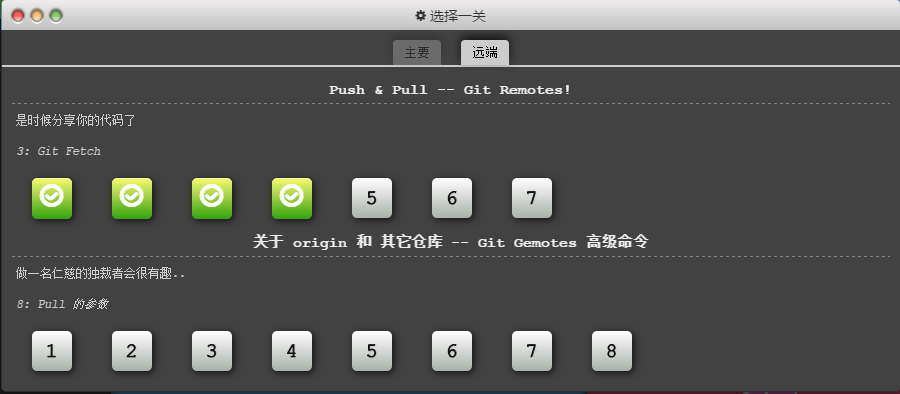 选择一关
主要 远端
Push & Pull -- Git Remotes!
是时候分享你的代码了
3: Git Fetch
5 6 7
关于 origin 和 其它仓库 -- Git Gemotes 高级命令
做一名仁慈的独裁者会很有趣..
8: Pull 的参数
1 2 3 4 5 6 7 8